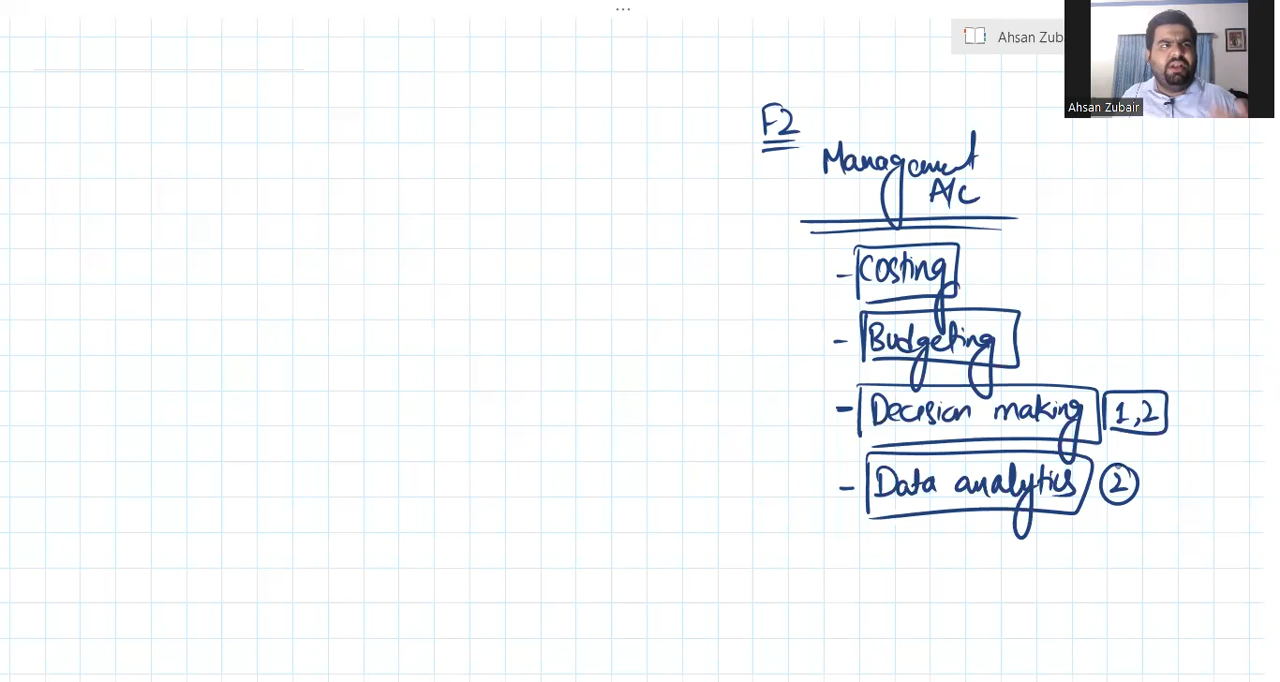 ...
Ahsan Zub
Ahsan Zubair
F2
Management
A/C
- Costing
- Budgeting
- Decision making 1,2
- Data analytics 2